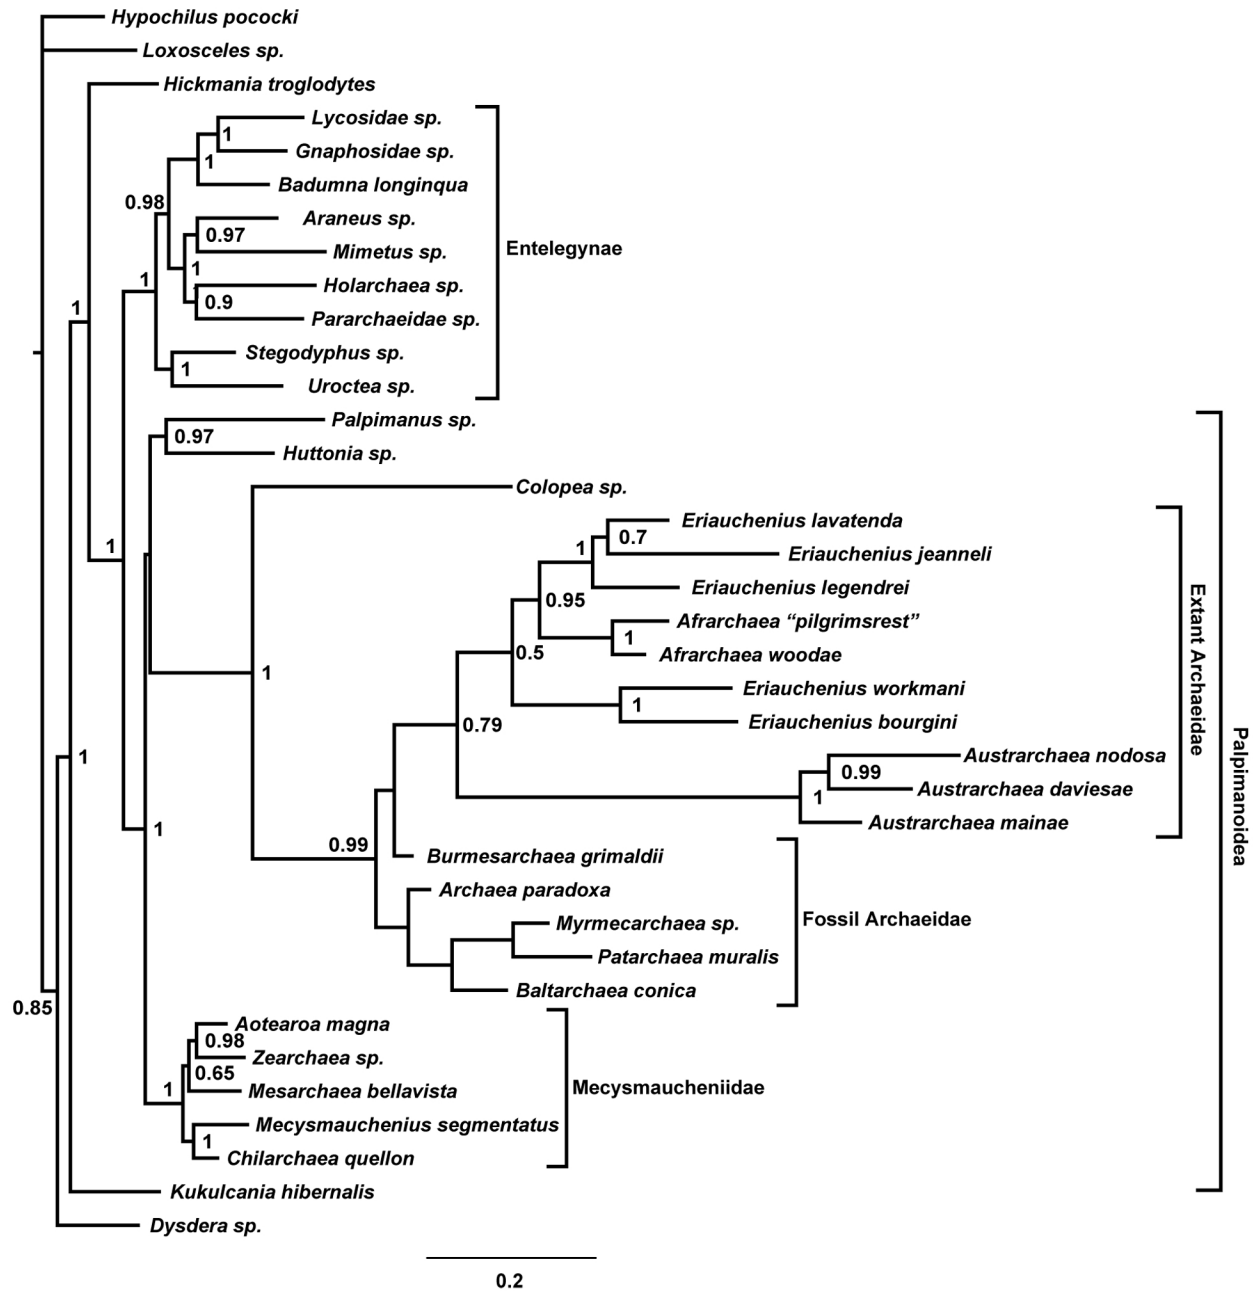 Hypochilus pococki
Loxosceles sp.
Hickmania troglodytes
Lycosidae sp.
1
Gnaphosidae sp.
1
Badumna longinqua
0.98
Araneus sp.
0.97
Mimetus sp.
Entelegynae
1
1
Holarchaea sp.
0.9
1
Pararchaeidae sp.
Stegodyphus sp.
1
Uroctea sp.
Palpimanus sp.
0.97
Huttonia sp.
Colopea sp.
Eriauchenius lavatenda
0.7
1
1
Eriauchenius jeanneli
Eriauchenius legendrei
0.95
Afrarchaea “pilgrimsrest”
1
0.5
Afrarchaea woodae
1
Eriauchenius workmani
1
Eriauchenius bourgini
0.79
Extant Archaeidae
Palpimanoidea
1
Austrarchaea nodosa
0.99
Austrarchaea daviesae
1
Austrarchaea mainae
1
0.99
Burmesarchaea grimaldii
Archaea paradoxa
Fossil Archaeidae
Myrmecarchaea sp.
Patarchaea muralis
Baltarchaea conica
0.85
Aotearoa magna
0.98
Zearchaea sp.
0.65
1
Mesarchaea bellavista
Mecysmaucheniidae
Mecysmauchenius segmentatus
1
Chilarchaea quellon
Kukulcania hibernalis
Dysdera sp.
0.2